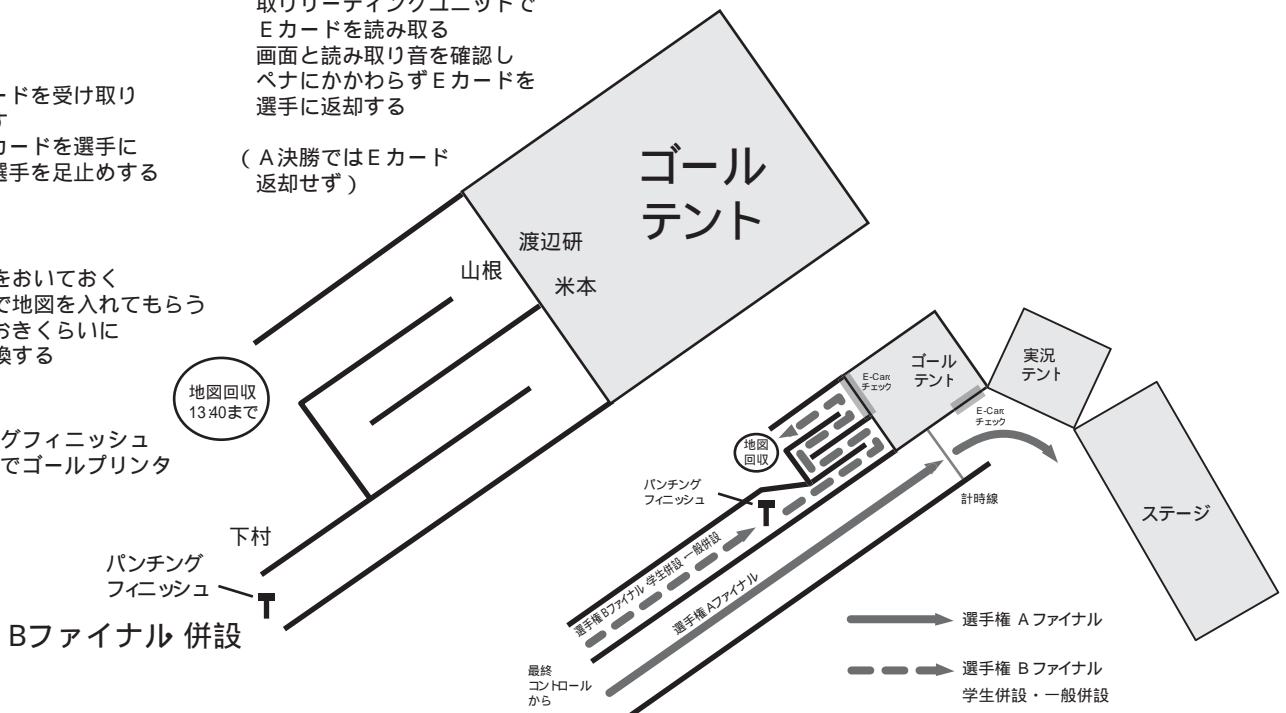 取りリーディングユニットで
Eカードを読み取る
画面と読み取り音を確認し
ペナにかかわらずEカードを
選手に返却する
(A決勝ではEカード
返却せず)
ードを受け取り
す
カードを選手に
選手を足止めする
をおいておく
で地図を入れてもらう
おきくらいに
換する
グフィニッシュ
でゴールプリンタ
ゴール
テント
渡辺研
山根
米本
地図回収
13:40まで
下村
パンチング
フィニッシュ
Bファイナル 併設
ゴール
テント
実況
テント
E-Car
チェック
E-Car
チェック
地図
回収
パンチング
フィニッシュ
計時線
ステージ
選手権 Bファイナル 学生併設 一般併設
選手権 Aファイナル
最終
コントロール
から
選手権 A ファイナル
選手権 B ファイナル
学生併設・一般併設